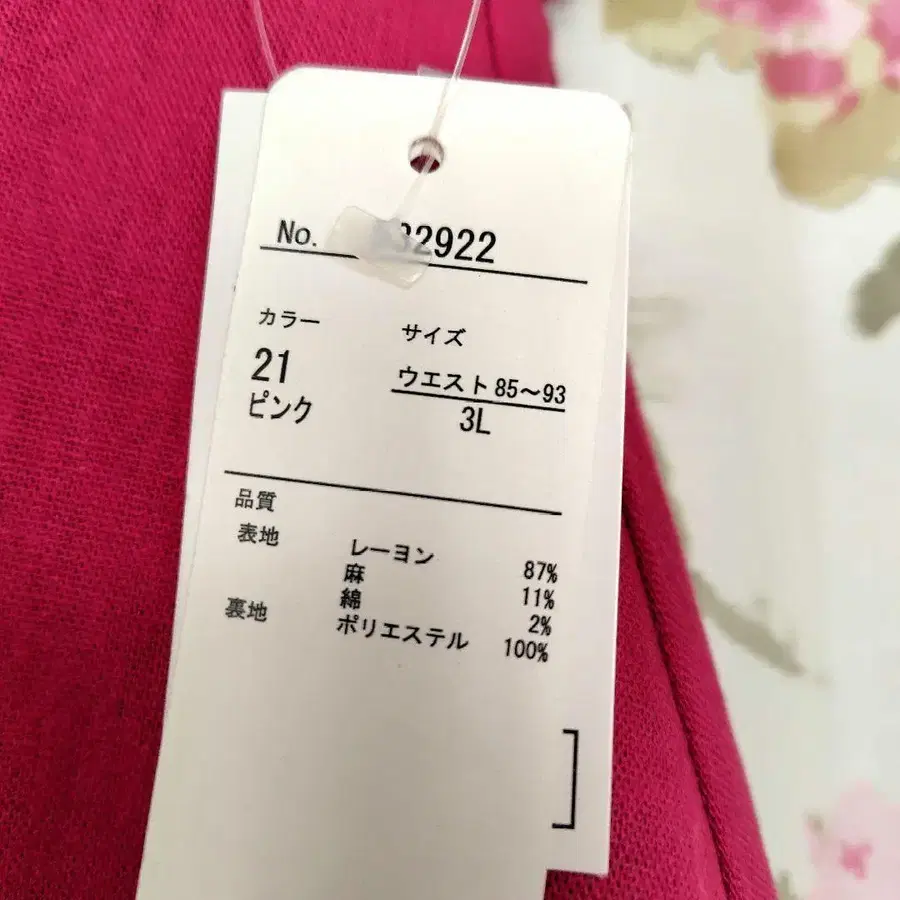 No. 32922
カラー サイズ
21 ウエスト 85～93
ピンク 3L
品質
表地 レーヨン 87%
麻 11%
綿 2%
裏地 ポリエステル 100%